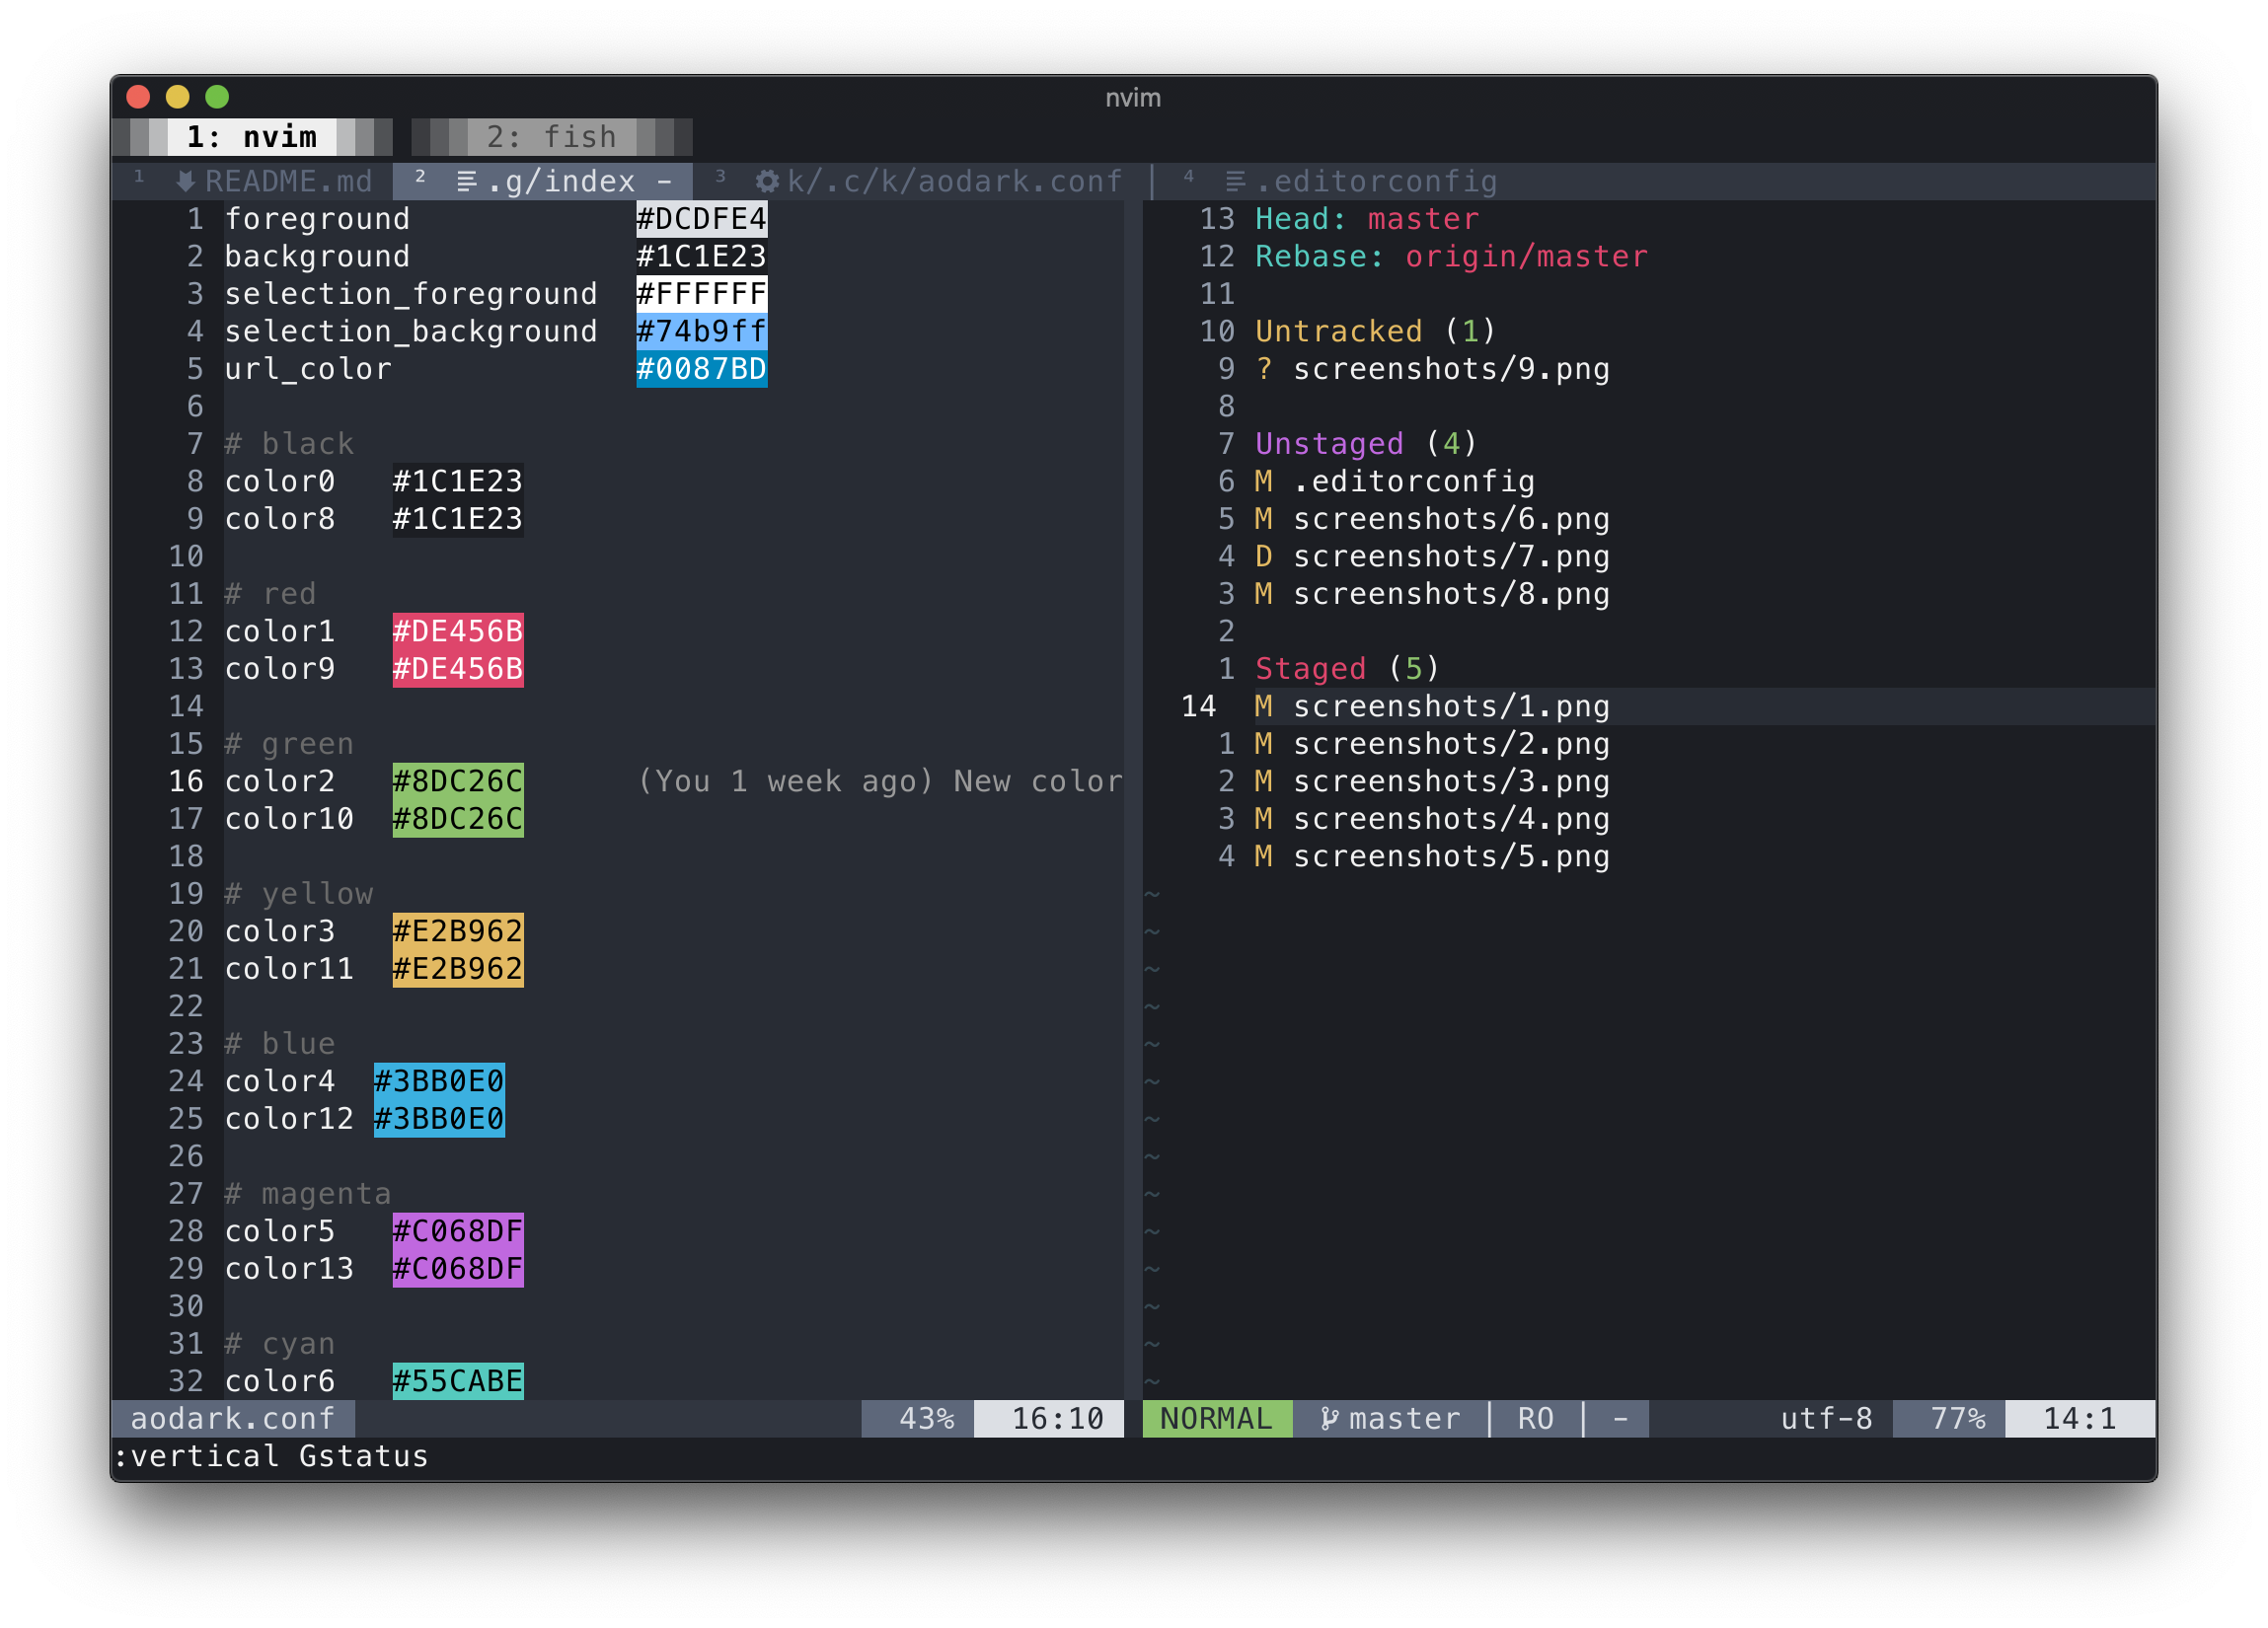 nvim
1: nvim 2: fish
1 README.md 2 .g/index - 3 k/.c/k/aodark.conf 4 .editorconfig
1 foreground #DCDFE4
2 background #1C1E23
3 selection_foreground #FFFFFF
4 selection_background #74b9ff
5 url_color #0087BD
6
7 # black
8 color0 #1C1E23
9 color8 #1C1E23
10
11 # red
12 color1 #DE456B
13 color9 #DE456B
14
15 # green
16 color2 #8DC26C (You 1 week ago) New color
17 color10 #8DC26C
18
19 # yellow
20 color3 #E2B962
21 color11 #E2B962
22
23 # blue
24 color4 #3BB0E0
25 color12 #3BB0E0
26
27 # magenta
28 color5 #C068DF
29 color13 #C068DF
30
31 # cyan
32 color6 #55CABE
aodark.conf 43% 16:10
13 Head: master
12 Rebase: origin/master
11
10 Untracked (1)
9 ? screenshots/9.png
8
7 Unstaged (4)
6 M .editorconfig
5 M screenshots/6.png
4 D screenshots/7.png
3 M screenshots/8.png
2
1 Staged (5)
14 M screenshots/1.png
1 M screenshots/2.png
2 M screenshots/3.png
3 M screenshots/4.png
4 M screenshots/5.png
~
~
~
~
~
~
~
~
~
~
~
~
~
~
NORMAL master | RO | - utf-8 77% 14:1
:vertical Gstatus